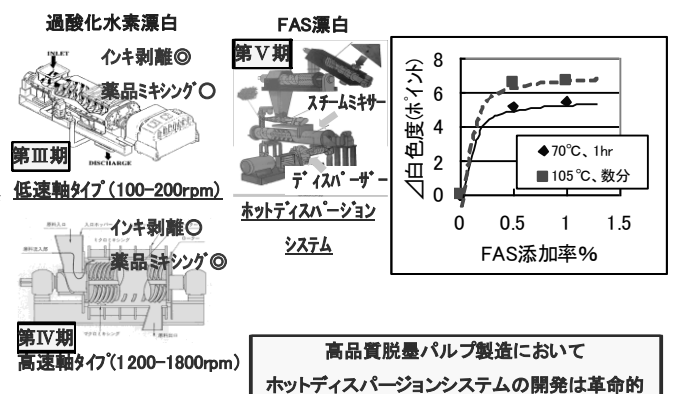 過酸化水素漂白
INLET
インキ剥離◎
薬品ミキシング○
第Ⅲ期
DISCHARGE
低速軸タイプ(100-200rpm)
インキ剥離○
薬品ミキシング◎
第Ⅳ期
高速軸タイプ(1200-1800rpm)
FAS漂白
第Ⅴ期
スチームミキサー
ディスパーザー
ホットディスパージョン
システム
⊿白色度(ポイント)
8
6
4
2
0
0
0.5
1
1.5
FAS添加率%
70℃、1hr
105℃、数分
高品質脱墨パルプ製造において
ホットディスパージョンシステムの開発は革命的